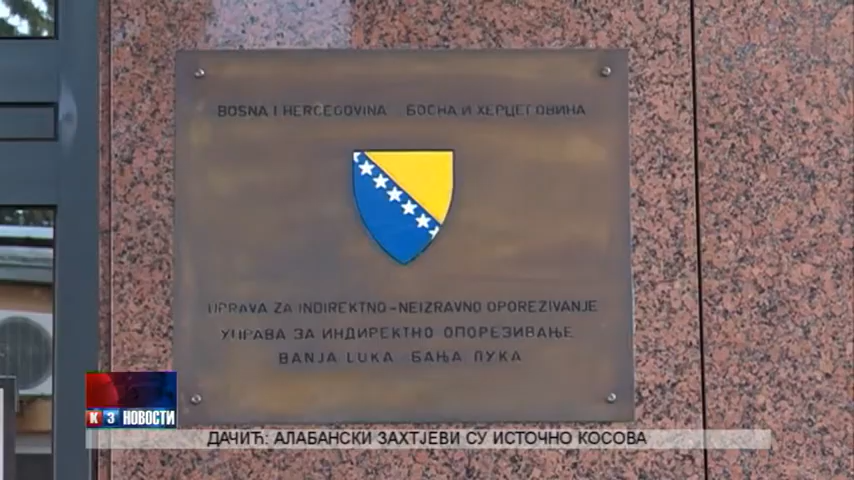 BOSNA I HERCEGOVINA БОСНА И ХЕРЦЕГОВИНА
UPRAVA ZA INDIREKTNO-NEIZRAVNO OPOREZIVANJE
УПРАВА ЗА ИНДИРЕКТНО ОПОРЕЗИВАЊЕ
BANJA LUKA БАЊА ЛУКА
К 3 НОВОСТИ
ДАЧИЋ: АЛАБАНСКИ ЗАХТЈЕВИ СУ ИСТОЧНО КОСОВА